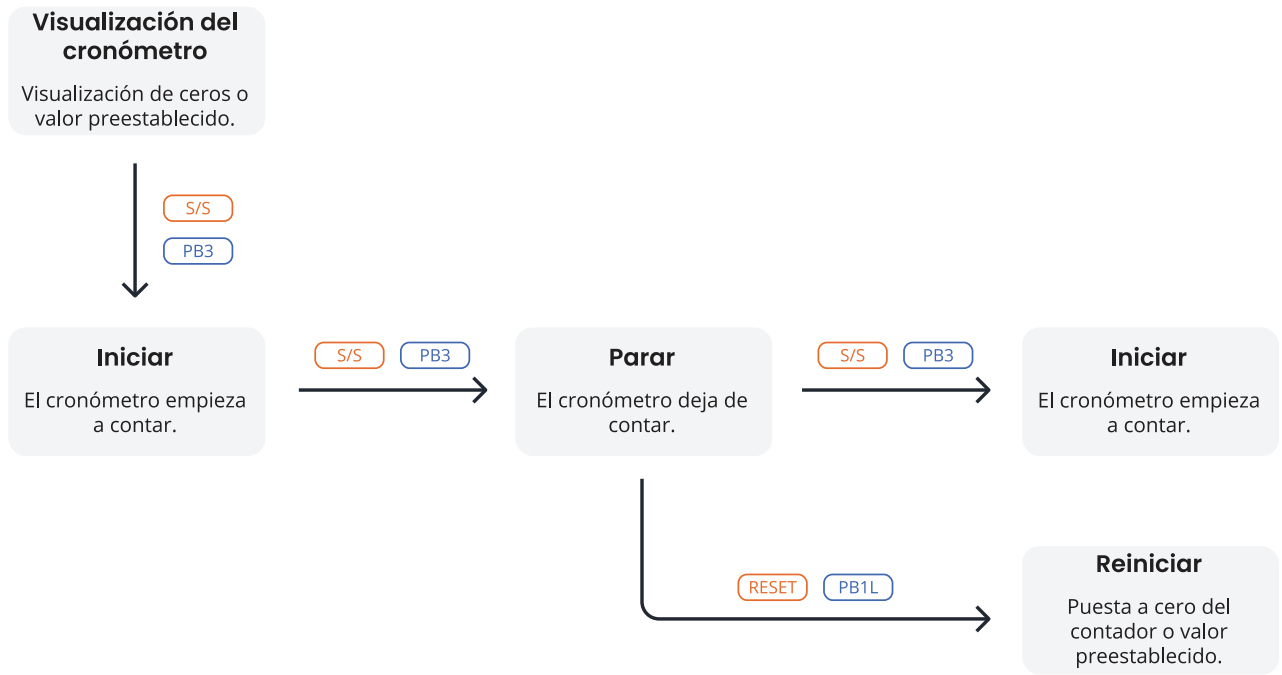 Visualización del
cronómetro
Visualización de ceros o
valor preestablecido.
S/S
PB3
Iniciar
El cronómetro empieza
a contar.
S/S PB3
Parar
El cronómetro deja de
contar.
S/S PB3
Iniciar
El cronómetro empieza
a contar.
RESET PB1L
Reiniciar
Puesta a cero del
contador o valor
preestablecido.